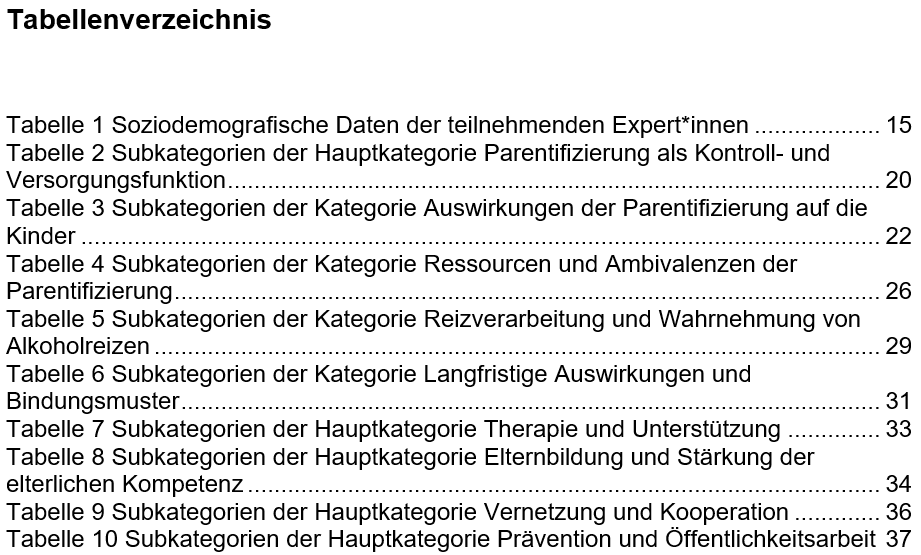 Tabellenverzeichnis
Tabelle 1 Soziodemografische Daten der teilnehmenden Expert*innen ................... 15
Tabelle 2 Subkategorien der Hauptkategorie Parentifizierung als Kontroll- und
Versorgungsfunktion.................................................................................................. 20
Tabelle 3 Subkategorien der Kategorie Auswirkungen der Parentifizierung auf die
Kinder ........................................................................................................................ 22
Tabelle 4 Subkategorien der Kategorie Ressourcen und Ambivalenzen der
Parentifizierung.......................................................................................................... 26
Tabelle 5 Subkategorien der Kategorie Reizverarbeitung und Wahrnehmung von
Alkoholreizen ............................................................................................................. 29
Tabelle 6 Subkategorien der Kategorie Langfristige Auswirkungen und
Bindungsmuster......................................................................................................... 31
Tabelle 7 Subkategorien der Hauptkategorie Therapie und Unterstützung .............. 33
Tabelle 8 Subkategorien der Hauptkategorie Elternbildung und Stärkung der
elterlichen Kompetenz ............................................................................................... 34
Tabelle 9 Subkategorien der Hauptkategorie Vernetzung und Kooperation ............. 36
Tabelle 10 Subkategorien der Hauptkategorie Prävention und Öffentlichkeitsarbeit 37